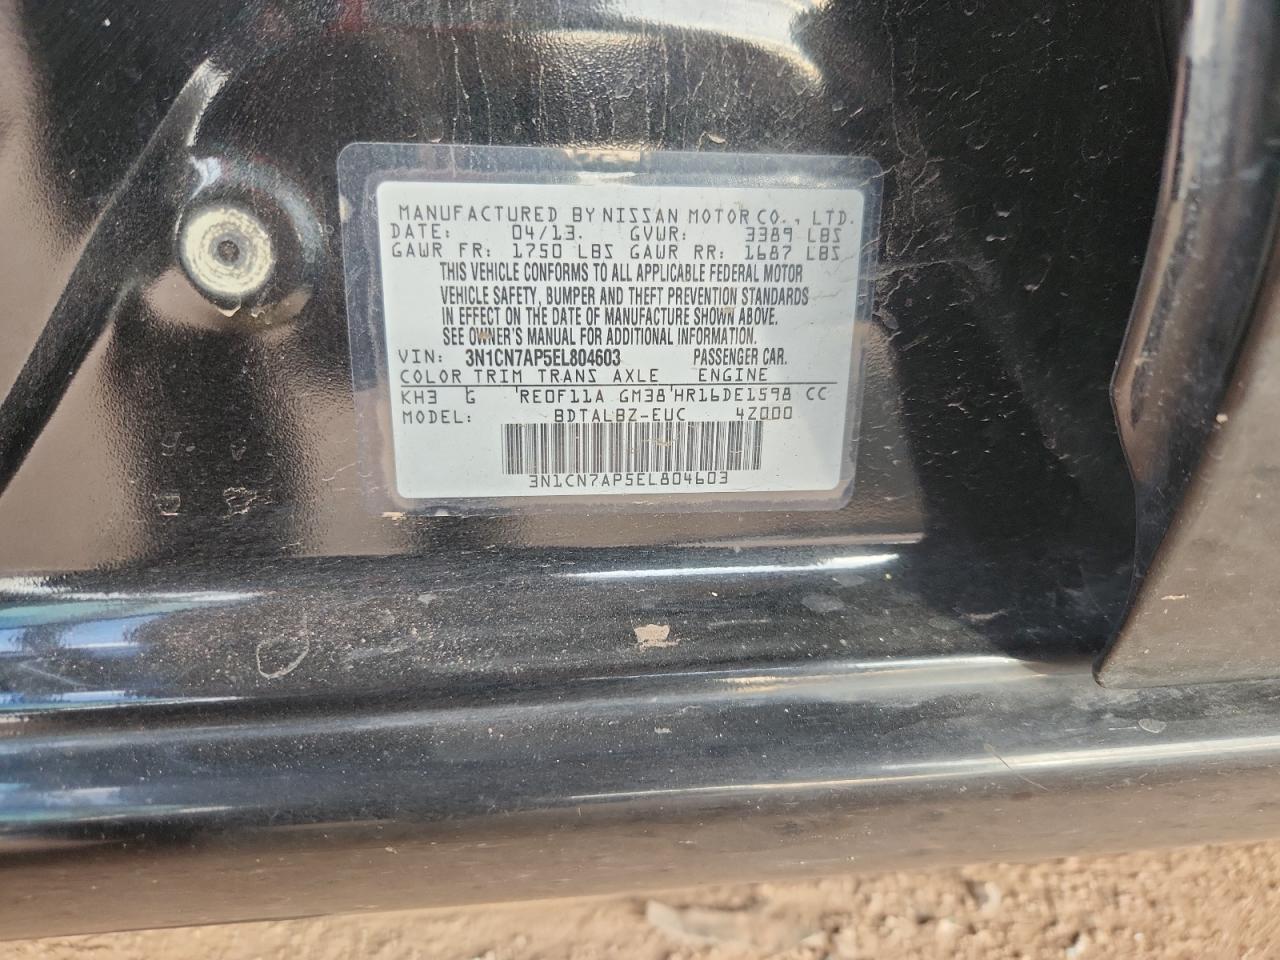 MANUFACTURED BY NISSAN MOTOR CO., LTD.
DATE: 04/13. GVWR: 3389 LBS
GAWR FR: 1750 LBS GAWR RR: 1687 LBS
THIS VEHICLE CONFORMS TO ALL APPLICABLE FEDERAL MOTOR
VEHICLE SAFETY, BUMPER AND THEFT PREVENTION STANDARDS
IN EFFECT ON THE DATE OF MANUFACTURE SHOWN ABOVE.
SEE OWNER'S MANUAL FOR ADDITIONAL INFORMATION.
VIN: 3N1CN7AP5EL804603 PASSENGER CAR.
COLOR TRIM TRANS AXLE ENGINE
KH3 G 'RE0F11A GM38'HR16DE1598 CC
MODEL: BDTALBZ-EUC 4Z000
3N1CN7AP5EL804603